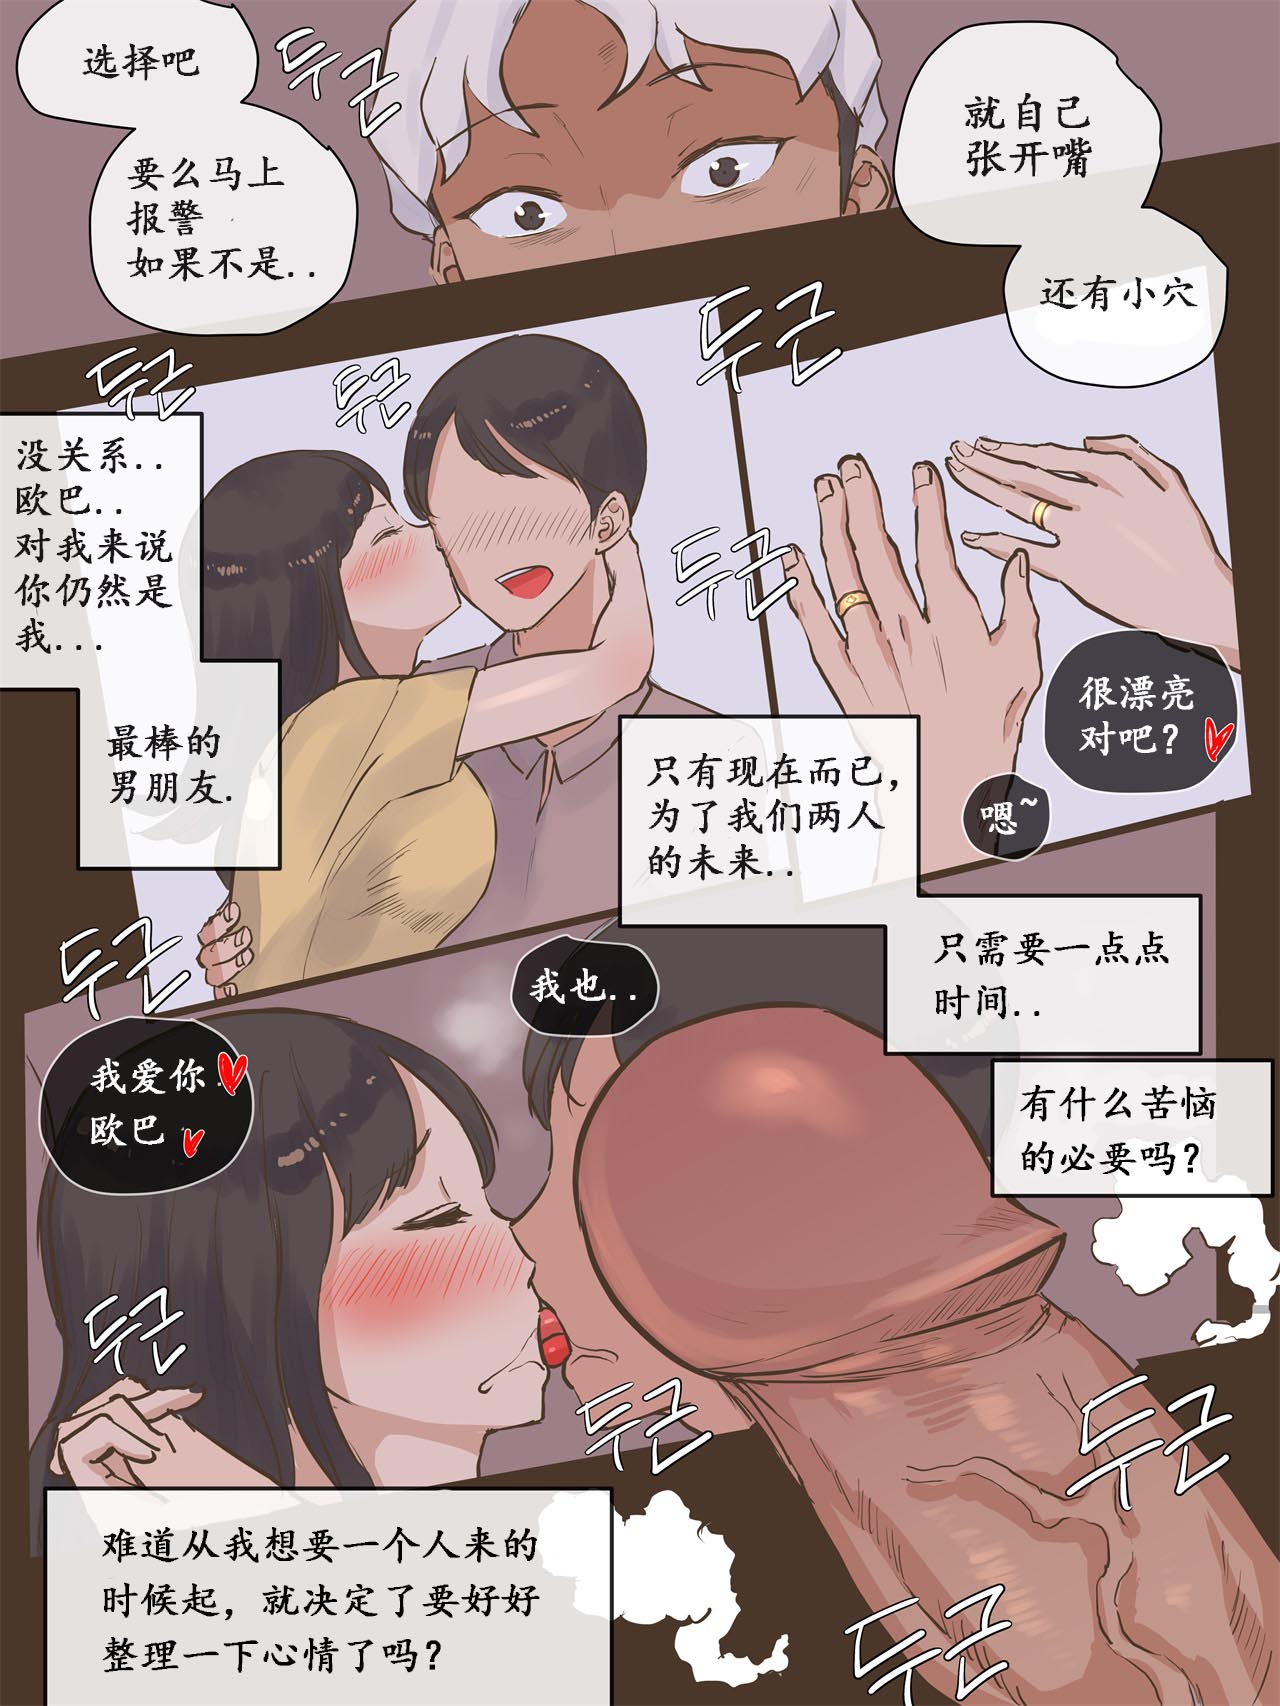 选择吧
要么马上
报警
如果不是..
두근
就自己
张开嘴
还有小穴
두근
두근
두근
没关系..
欧巴..
对我来说
你仍然是
我...
最棒的
男朋友.
두근
很漂亮
对吧?
嗯~
只有现在而已,
为了我们两人
的未来..
只需要一点点
时间..
두근
我也..
我爱你
欧巴
有什么苦恼
的必要吗?
두근
두근
두근
难道从我想要一个人来的
时候起，就决定了要好好
整理一下心情了吗?
두근